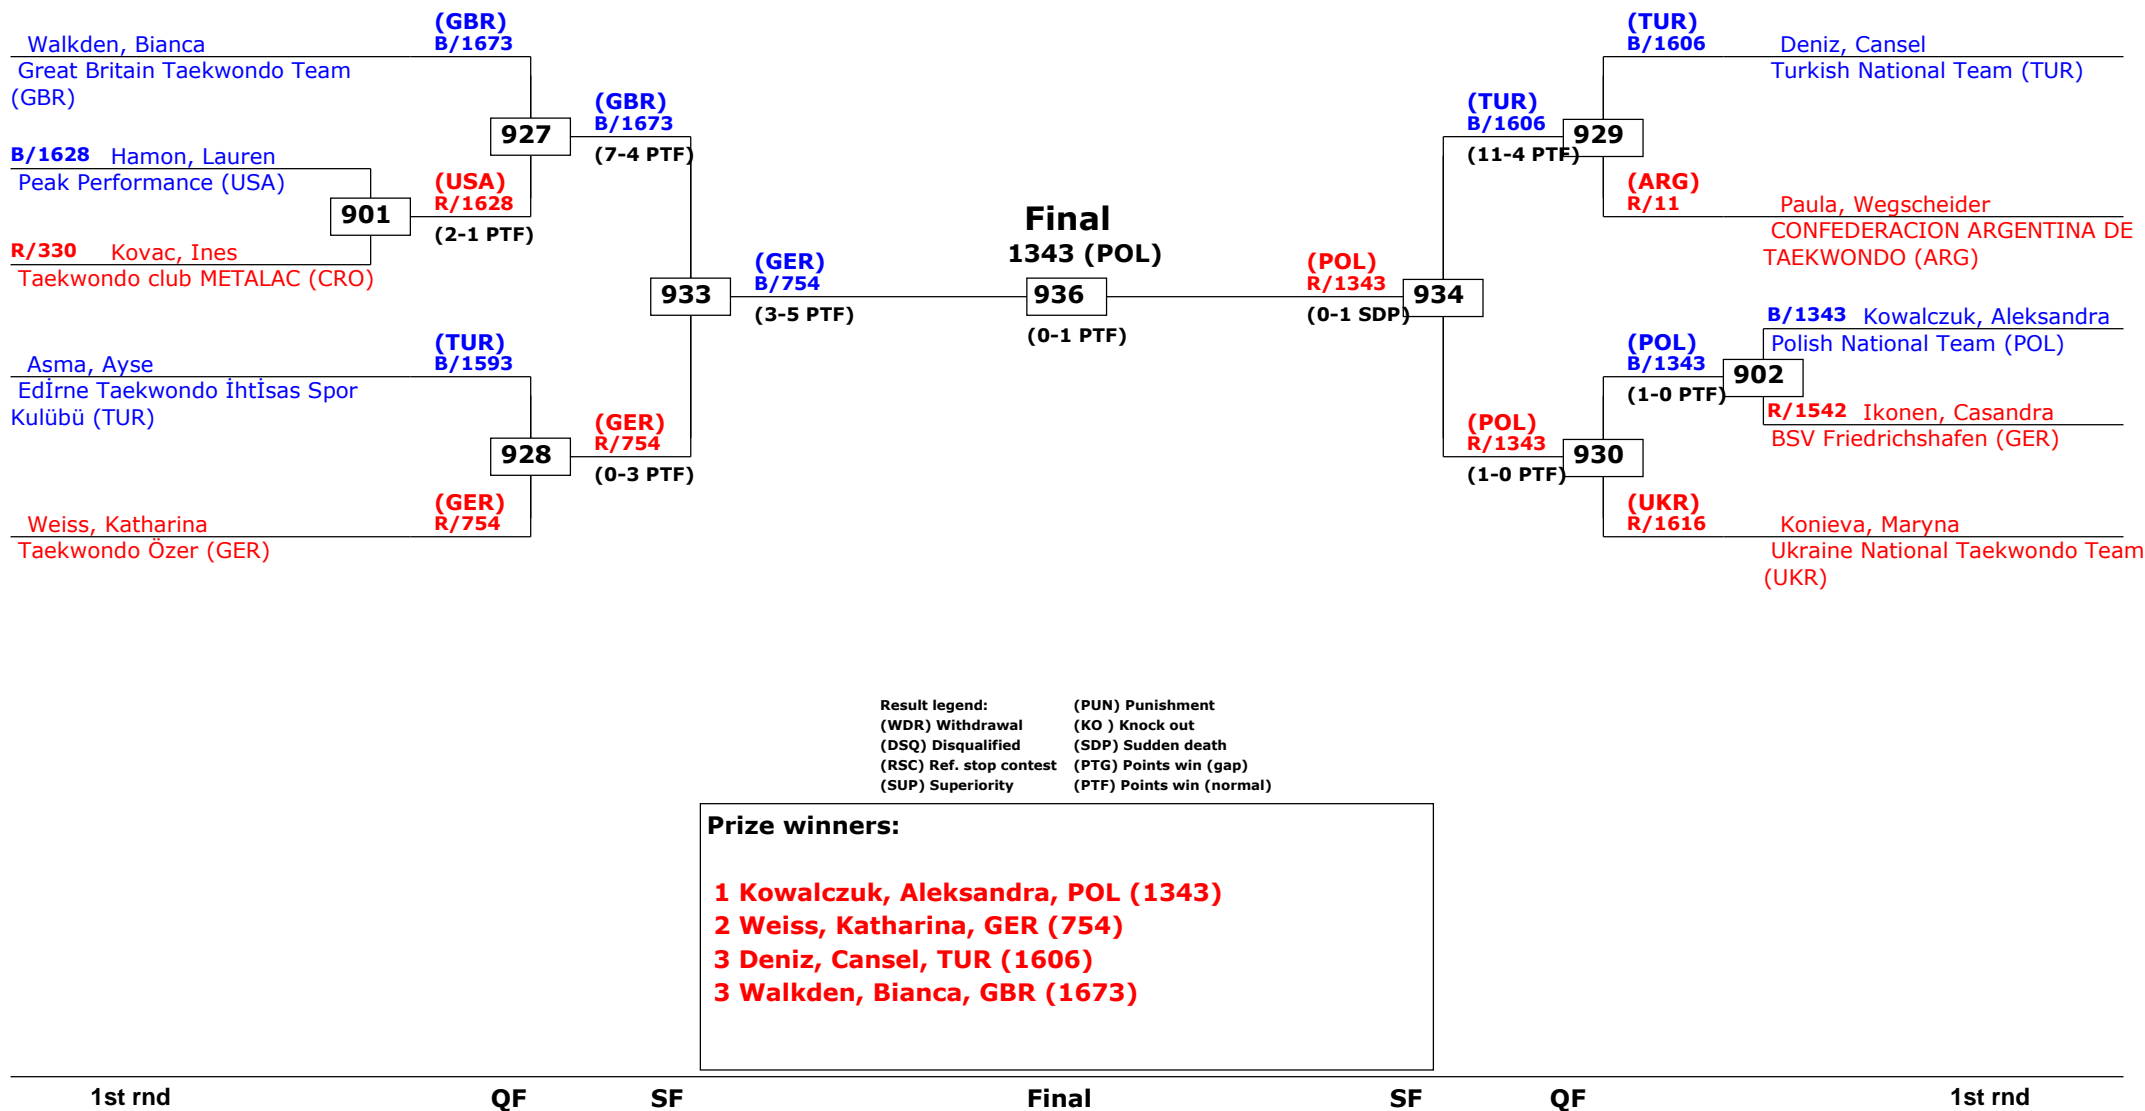 (GBR)
B/1673
Walkden, Bianca
Great Britain Taekwondo Team
(GBR)
927
(GBR)
B/1673
(7-4 PTF)
B/1628 Hamon, Lauren
Peak Performance (USA)
901
(USA)
R/1628
(2-1 PTF)
R/330 Kovac, Ines
Taekwondo club METALAC (CRO)
933
(GER)
B/754
(3-5 PTF)
(TUR)
B/1593
Asma, Ayse
Edİrne Taekwondo İhtİsas Spor
Kulübü (TUR)
928
(GER)
R/754
(0-3 PTF)
(GER)
R/754
Weiss, Katharina
Taekwondo Özer (GER)
Final
1343 (POL)
936
(0-1 PTF)
(POL)
R/1343
(0-1 SDP)
934
(TUR)
B/1606
(11-4 PTF)
929
(TUR)
B/1606
Deniz, Cansel
Turkish National Team (TUR)
(ARG)
R/11
Paula, Wegscheider
CONFEDERACION ARGENTINA DE
TAEKWONDO (ARG)
B/1343 Kowalczuk, Aleksandra
Polish National Team (POL)
(POL)
B/1343
(1-0 PTF)
902
R/1542 Ikonen, Casandra
BSV Friedrichshafen (GER)
(POL)
R/1343
(1-0 PTF)
930
(UKR)
R/1616
Konieva, Maryna
Ukraine National Taekwondo Team
(UKR)
Result legend: (PUN) Punishment
(WDR) Withdrawal (KO ) Knock out
(DSQ) Disqualified (SDP) Sudden death
(RSC) Ref. stop contest (PTG) Points win (gap)
(SUP) Superiority (PTF) Points win (normal)
Prize winners:
1 Kowalczuk, Aleksandra, POL (1343)
2 Weiss, Katharina, GER (754)
3 Deniz, Cansel, TUR (1606)
3 Walkden, Bianca, GBR (1673)
1st rnd QF SF Final SF QF 1st rnd